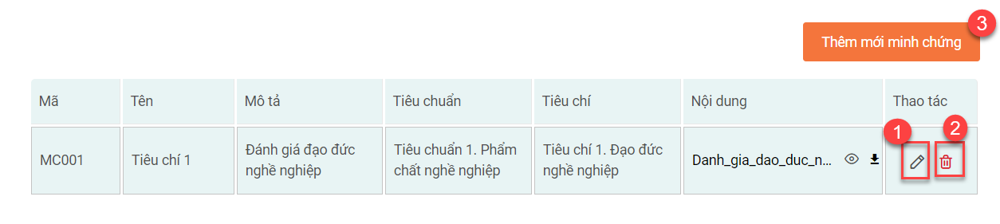 3
Thêm mới minh chứng
Mã Tên Mô tả Tiêu chuẩn Tiêu chí Nội dung Thao tác
1 2
MC001
Tiêu chí 1
Đánh giá đạo đức
nghề nghiệp
Tiêu chuẩn 1. Phẩm
chất nghề nghiệp
Tiêu chí 1. Đạo đức
nghề nghiệp
Danh_gia_dao_duc_n...